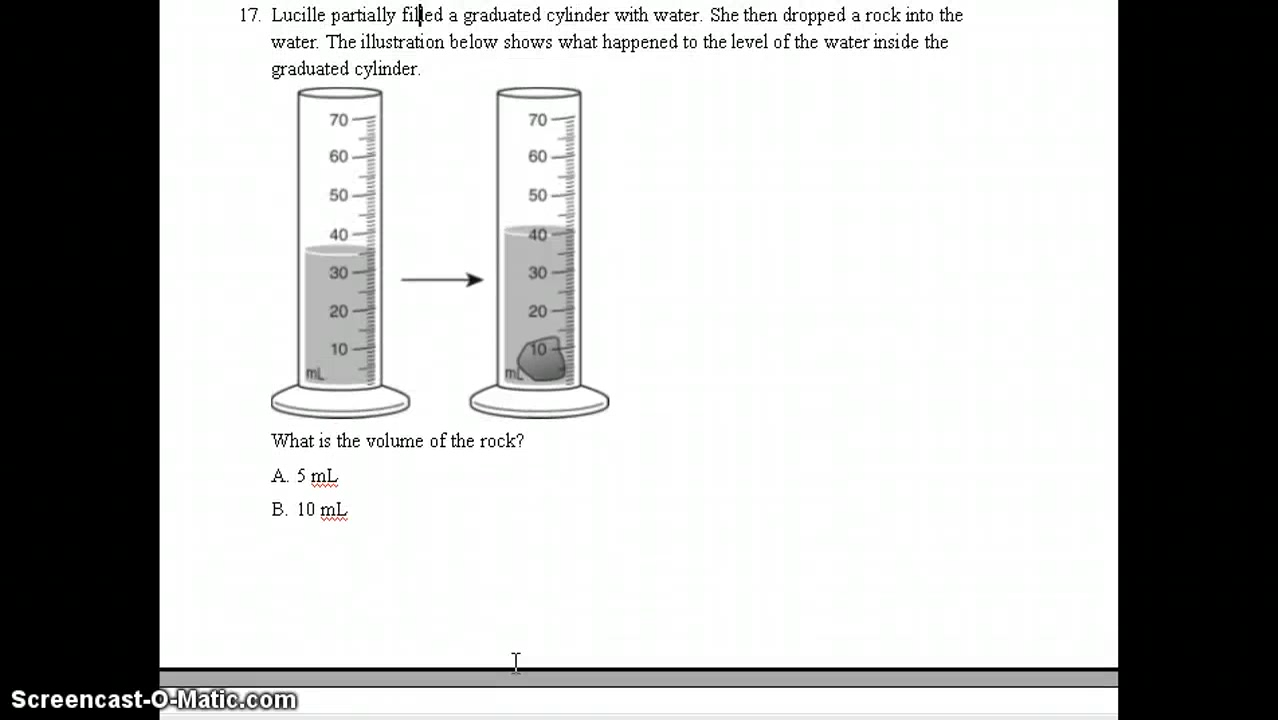 17. Lucille partially filled a graduated cylinder with water. She then dropped a rock into the
water. The illustration below shows what happened to the level of the water inside the
graduated cylinder.
70 70
60 60
50 50
40 40
30 30
20 20
10 10
mL mL
What is the volume of the rock?
A. 5 mL
B. 10 mL
Screencast-O-Matic.com